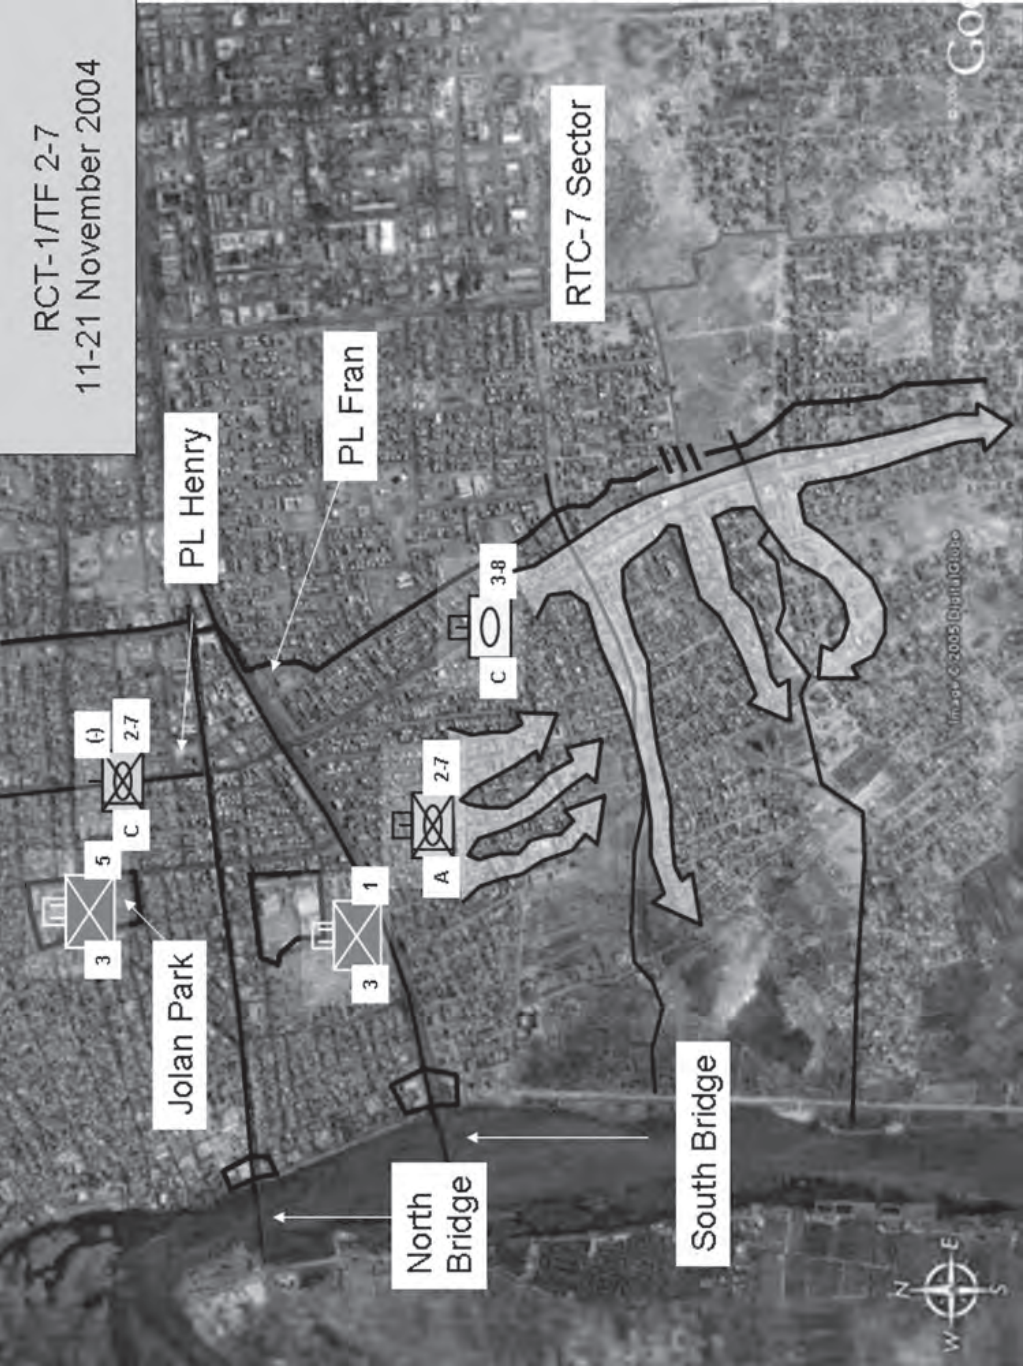 RCT-1/TF 2-7
11-21 November 2004
PL Henry
PL Fran
RTC-7 Sector
(-)
C
2-7
3
5
Jolan Park
3
1
A
2-7
C
3-8
North
Bridge
South Bridge
Image © 2005 DigitalGlobe
Goo
N
W
E
S